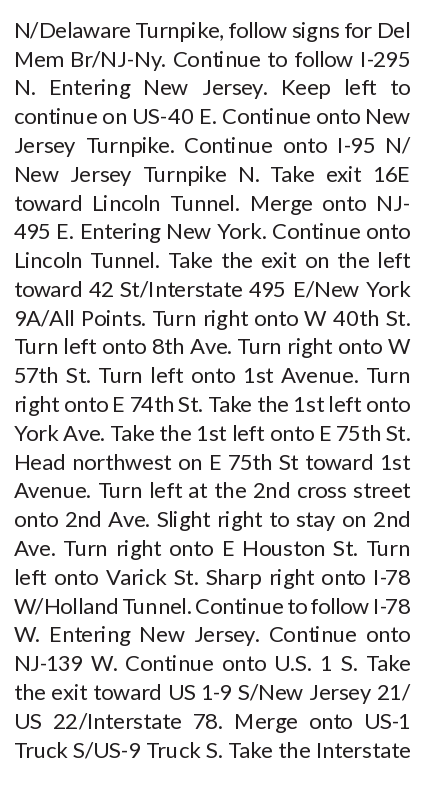 N/Delaware Turnpike, follow signs for Del
Mem Br/NJ-Ny. Continue to follow I-295
N. Entering New Jersey. Keep left to
continue on US-40 E. Continue onto New
Jersey Turnpike. Continue onto I-95 N/
New Jersey Turnpike N. Take exit 16E
toward Lincoln Tunnel. Merge onto NJ-
495 E. Entering New York. Continue onto
Lincoln Tunnel. Take the exit on the left
toward 42 St/Interstate 495 E/New York
9A/All Points. Turn right onto W 40th St.
Turn left onto 8th Ave. Turn right onto W
57th St. Turn left onto 1st Avenue. Turn
right onto E 74th St. Take the 1st left onto
York Ave. Take the 1st left onto E 75th St.
Head northwest on E 75th St toward 1st
Avenue. Turn left at the 2nd cross street
onto 2nd Ave. Slight right to stay on 2nd
Ave. Turn right onto E Houston St. Turn
left onto Varick St. Sharp right onto I-78
W/Holland Tunnel. Continue to follow I-78
W. Entering New Jersey. Continue onto
NJ-139 W. Continue onto U.S. 1 S. Take
the exit toward US 1-9 S/New Jersey 21/
US 22/Interstate 78. Merge onto US-1
Truck S/US-9 Truck S. Take the Interstate